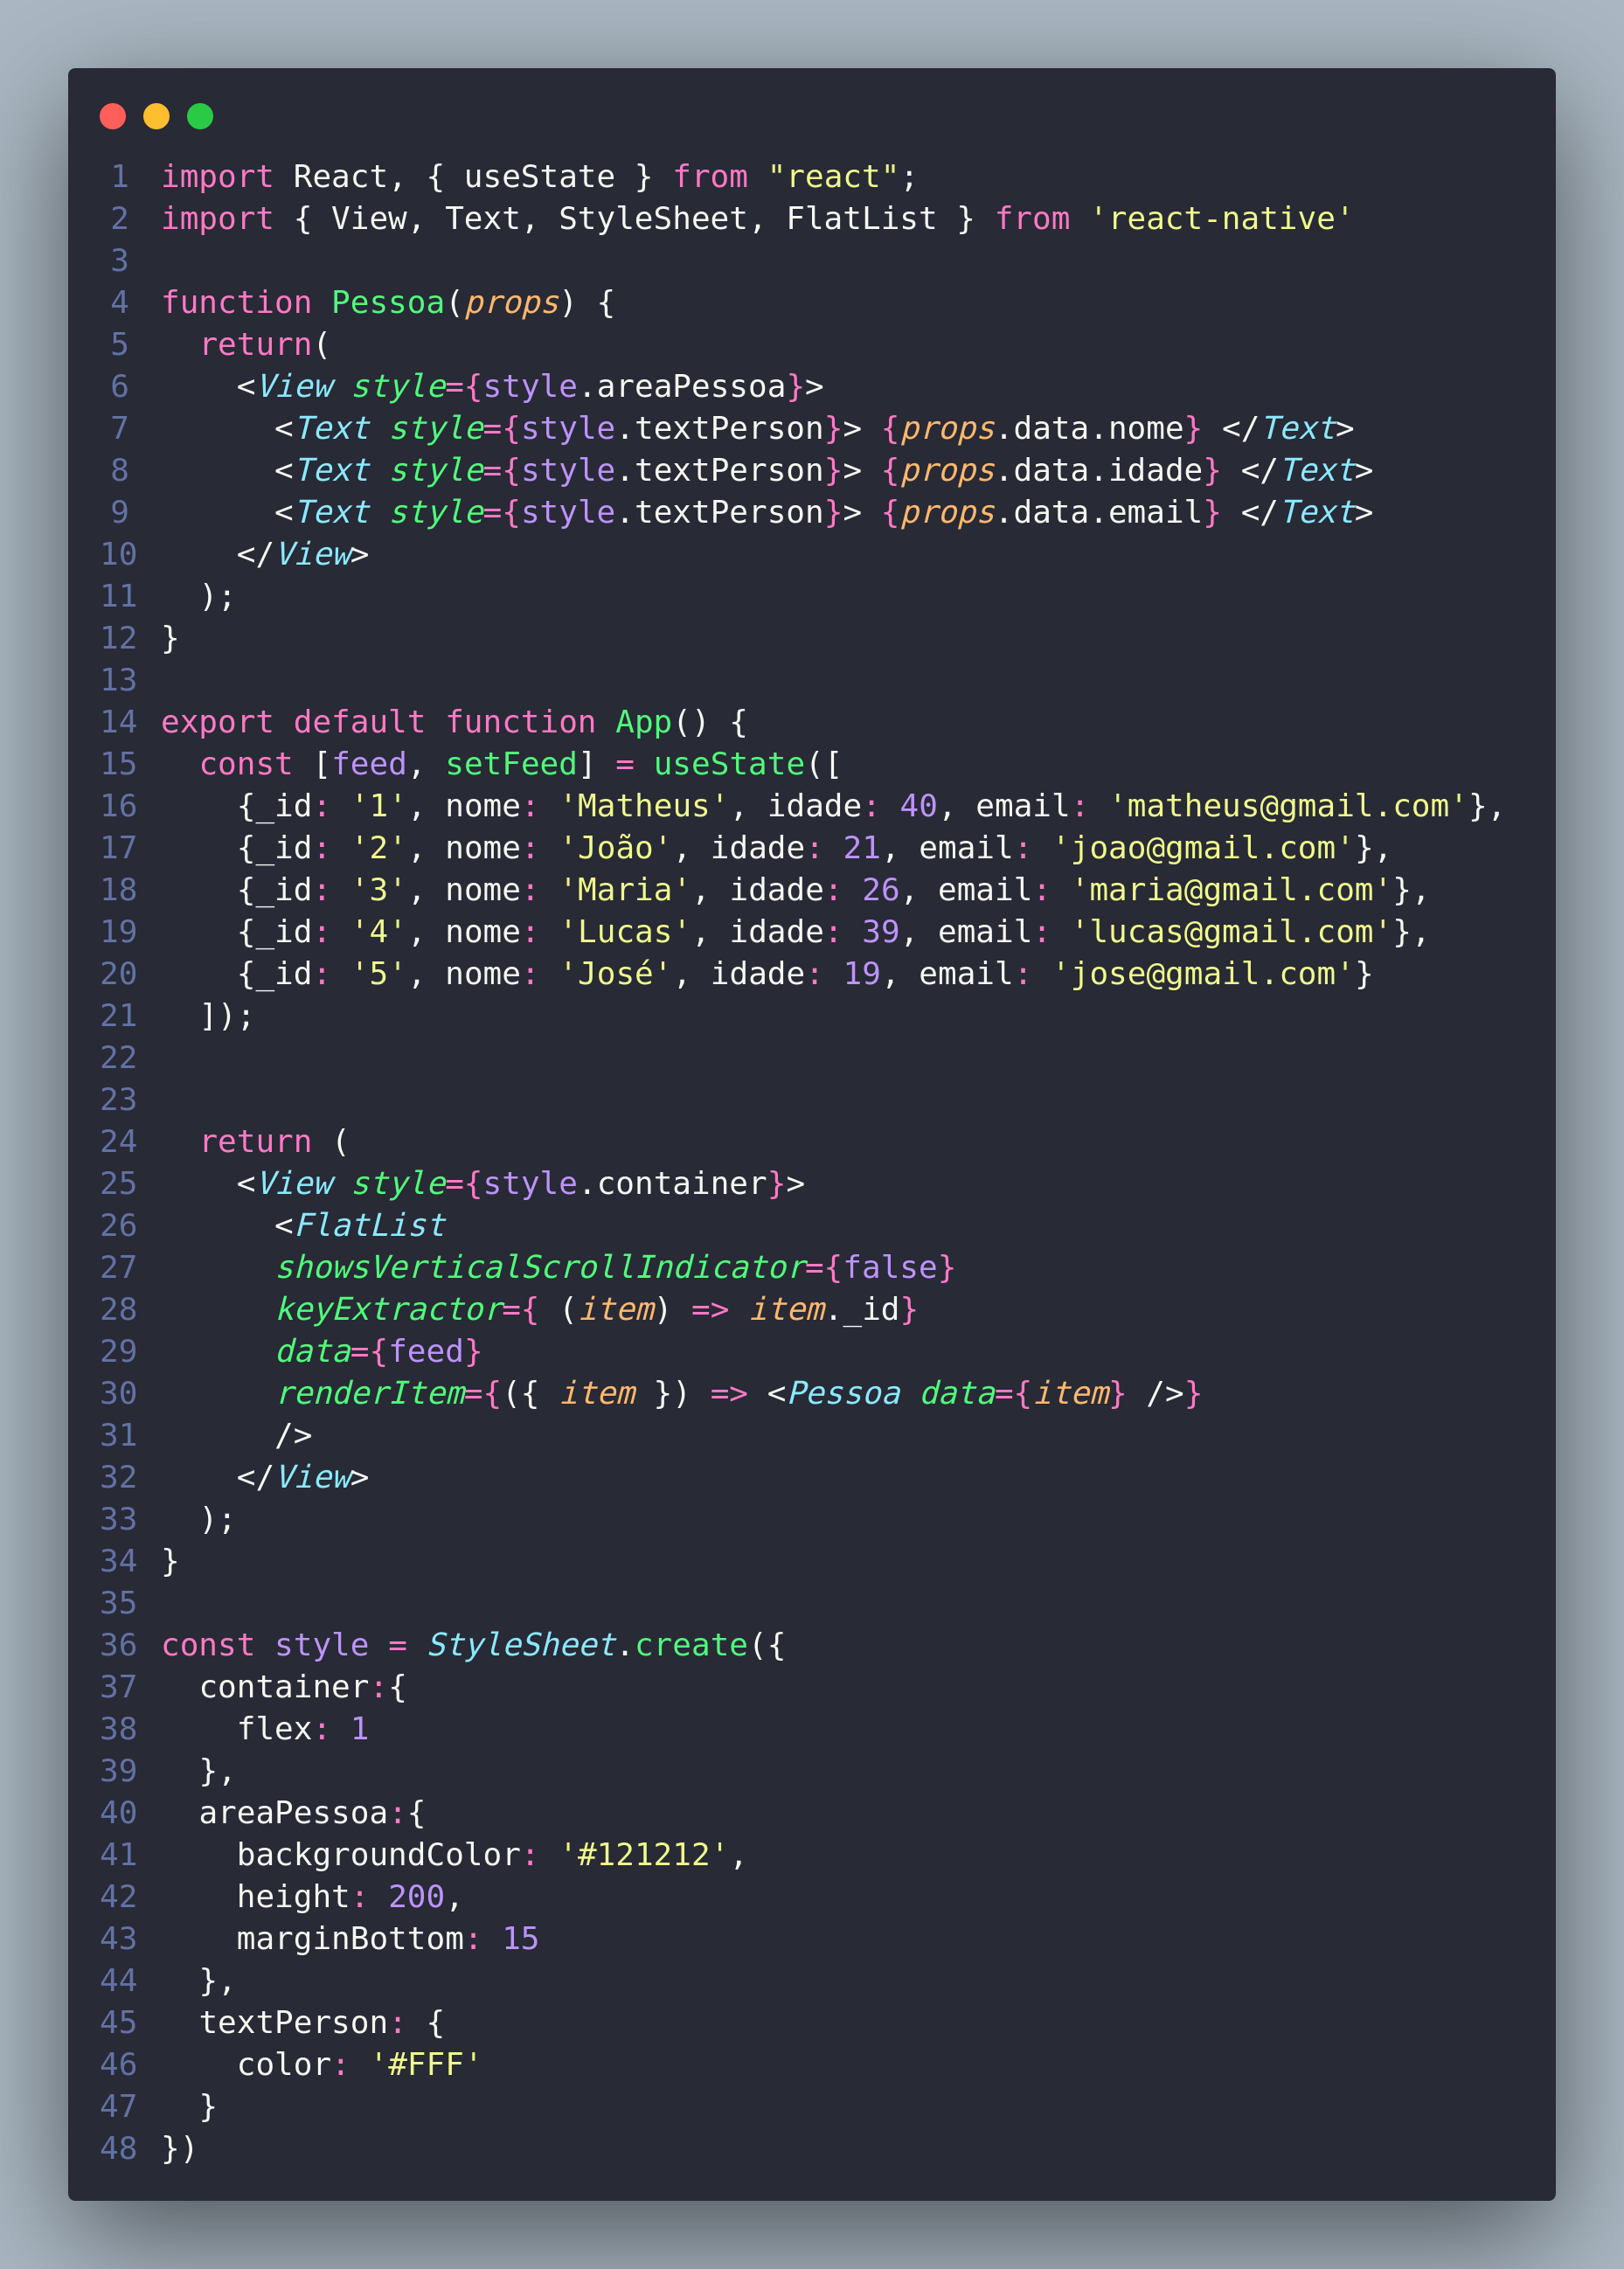 1 import React, { useState } from "react";
2 import { View, Text, StyleSheet, FlatList } from 'react-native'
3
4 function Pessoa(props) {
5   return(
6     <View style={style.areaPessoa}>
7       <Text style={style.textPerson}> {props.data.nome} </Text>
8       <Text style={style.textPerson}> {props.data.idade} </Text>
9       <Text style={style.textPerson}> {props.data.email} </Text>
10     </View>
11   );
12 }
13
14 export default function App() {
15   const [feed, setFeed] = useState([
16     {_id: '1', nome: 'Matheus', idade: 40, email: 'matheus@gmail.com'},
17     {_id: '2', nome: 'João', idade: 21, email: 'joao@gmail.com'},
18     {_id: '3', nome: 'Maria', idade: 26, email: 'maria@gmail.com'},
19     {_id: '4', nome: 'Lucas', idade: 39, email: 'lucas@gmail.com'},
20     {_id: '5', nome: 'José', idade: 19, email: 'jose@gmail.com'}
21   ]);
22
23
24   return (
25     <View style={style.container}>
26       <FlatList
27       showsVerticalScrollIndicator={false}
28       keyExtractor={ (item) => item._id}
29       data={feed}
30       renderItem={({ item }) => <Pessoa data={item} />}
31       />
32     </View>
33   );
34 }
35
36 const style = StyleSheet.create({
37   container:{
38     flex: 1
39   },
40   areaPessoa:{
41     backgroundColor: '#121212',
42     height: 200,
43     marginBottom: 15
44   },
45   textPerson: {
46     color: '#FFF'
47   }
48 })